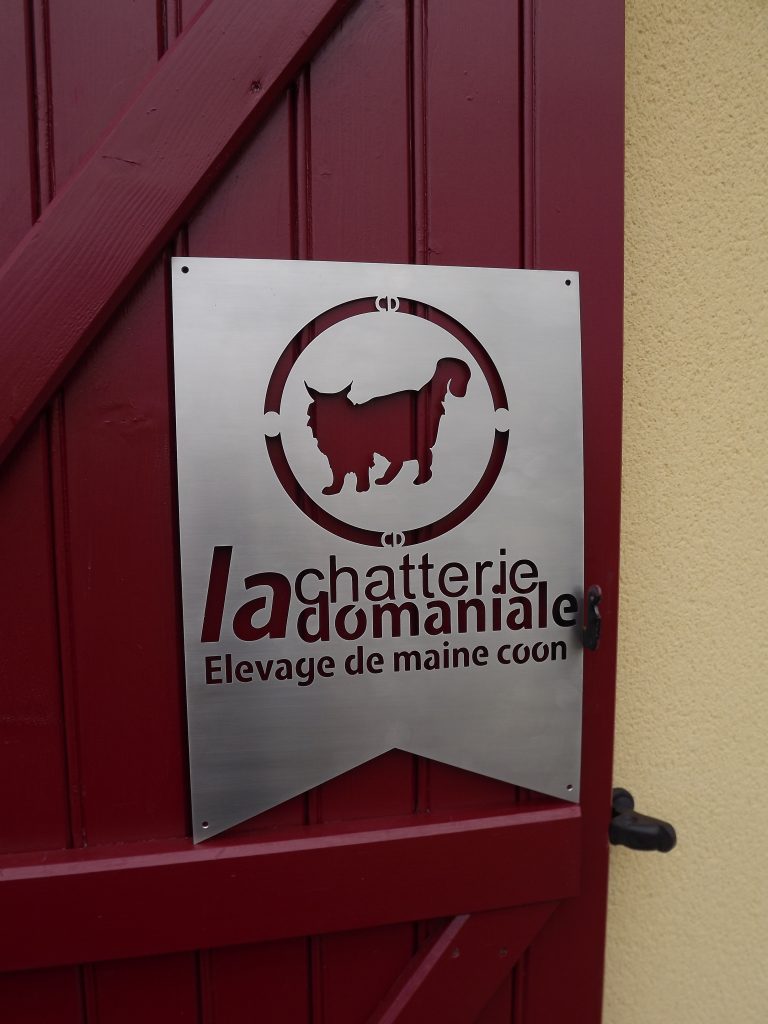 CD
CD
la chatterie
domaniale
Elevage de maine coon